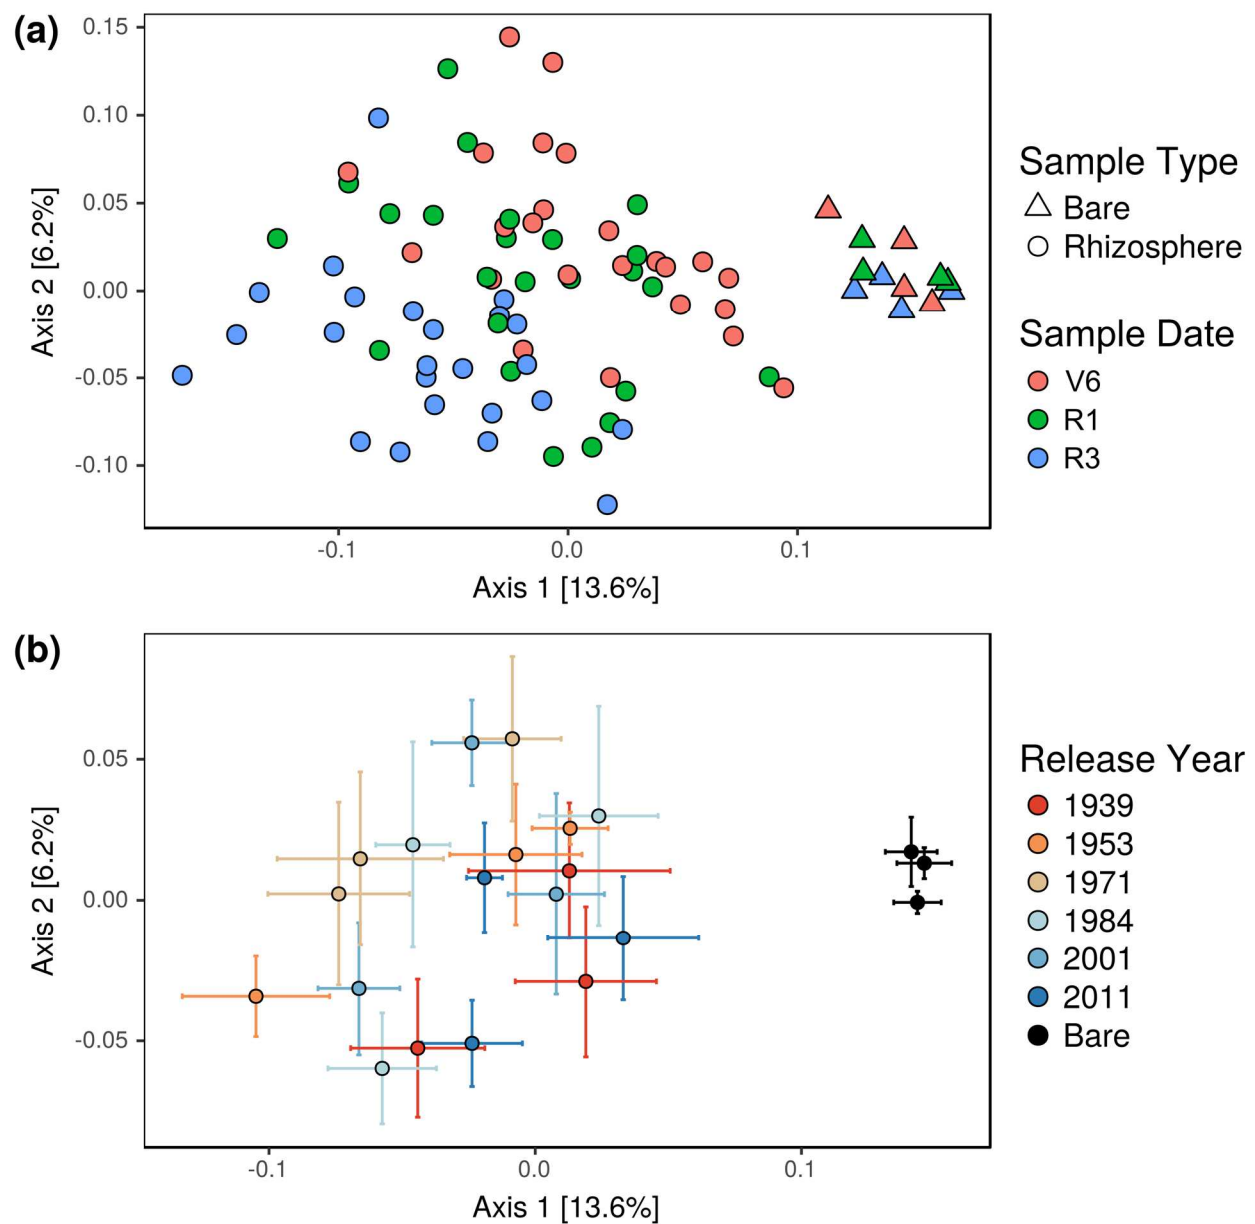 (a)
0.15
0.10
0.05
0.00
-0.05
-0.10
Axis 2 [6.2%]
-0.1
0.0
0.1
Axis 1 [13.6%]
Sample Type
Bare
Rhizosphere
Sample Date
V6
R1
R3
(b)
0.05
0.00
-0.05
Axis 2 [6.2%]
-0.1
0.0
0.1
Axis 1 [13.6%]
Release Year
1939
1953
1971
1984
2001
2011
Bare